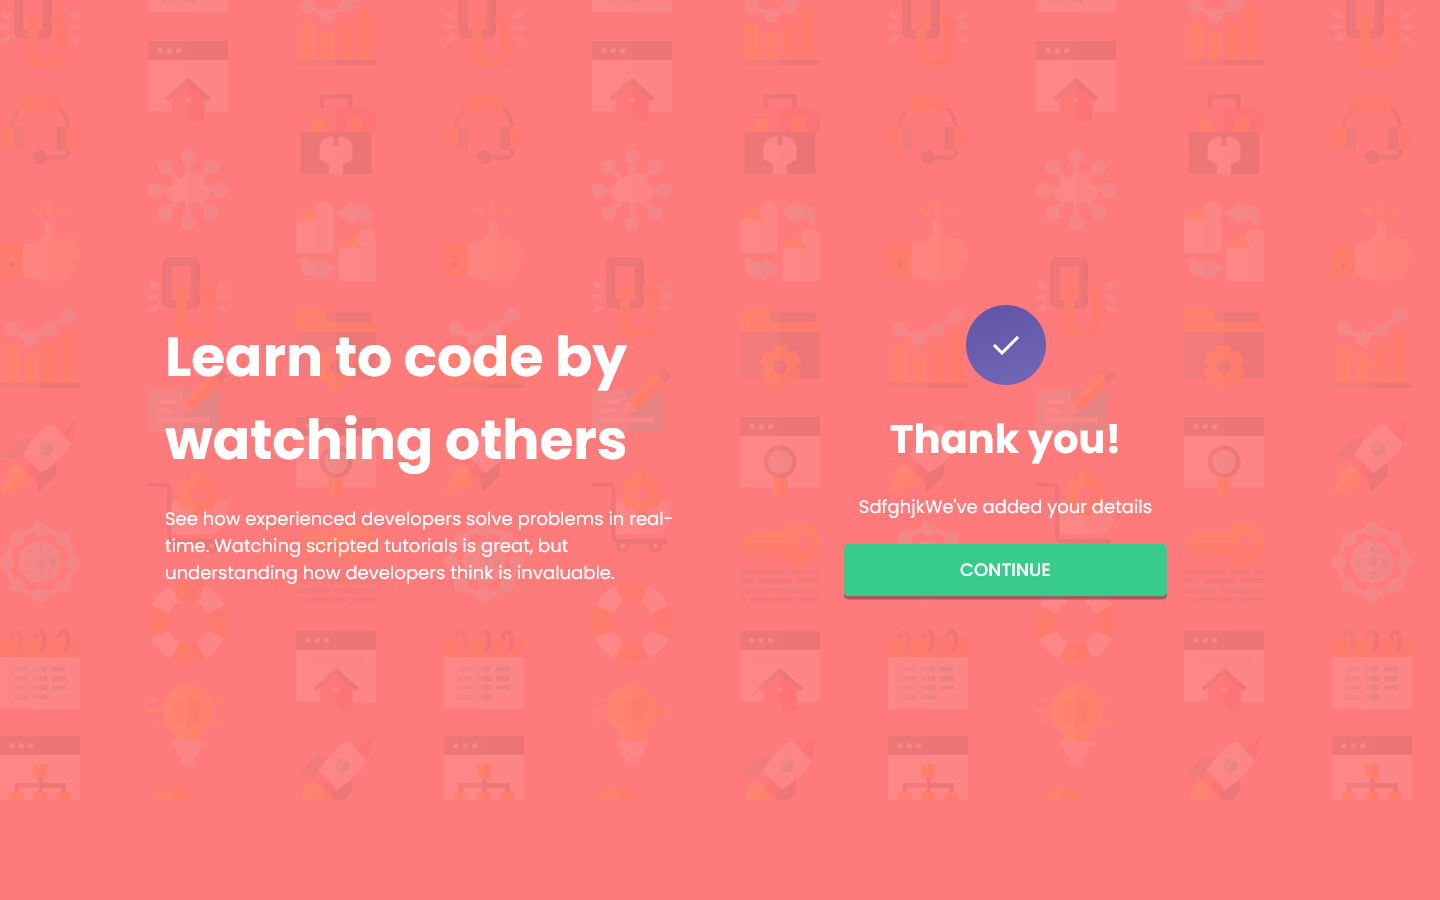 Learn to code by
watching others
See how experienced developers solve problems in real-
time. Watching scripted tutorials is great, but
understanding how developers think is invaluable.
Thank you!
SdfghjkWe've added your details
CONTINUE